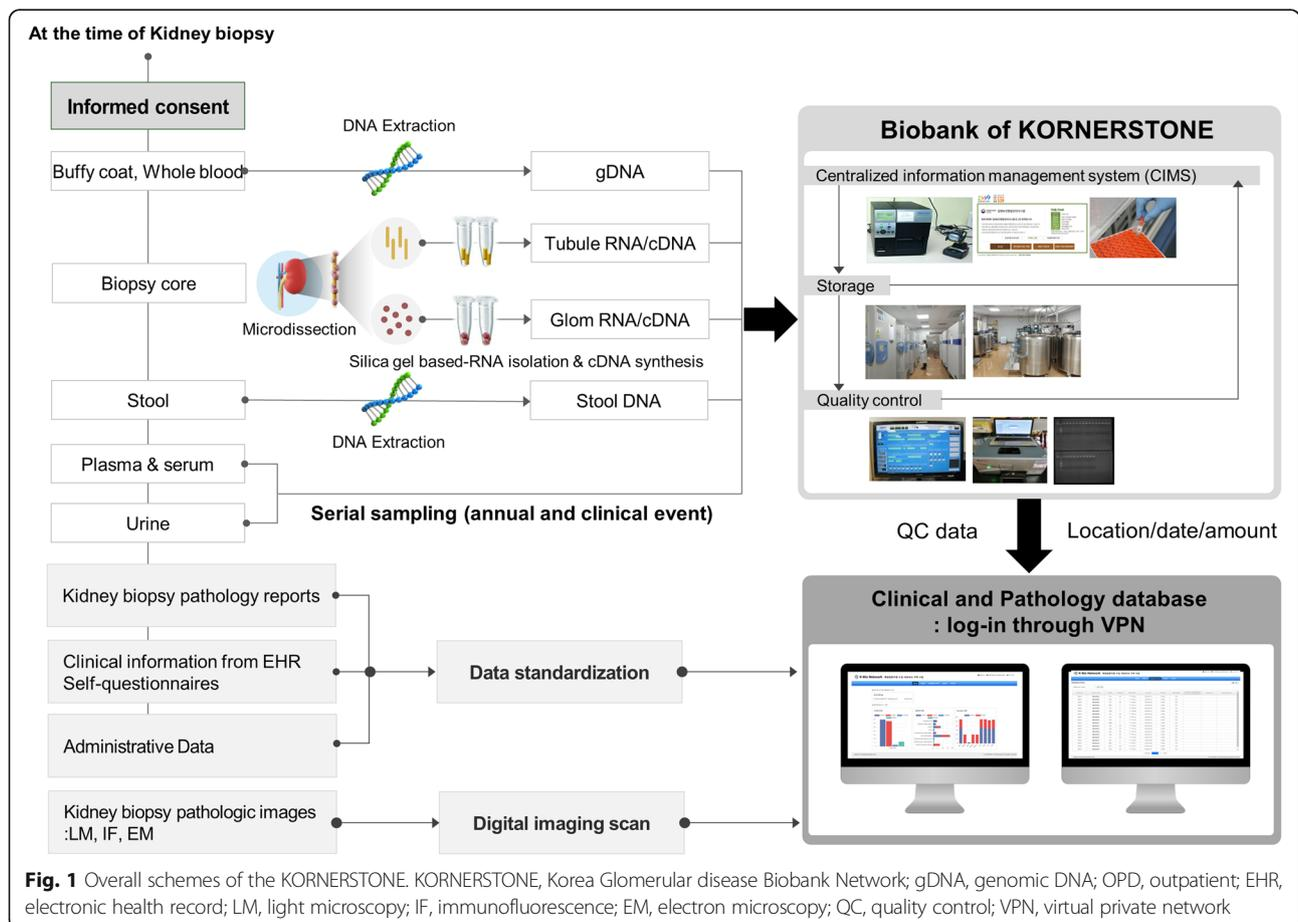 At the time of Kidney biopsy
Informed consent
Buffy coat, Whole blood
DNA Extraction
gDNA
Biopsy core
Microdissection
Tubule RNA/cDNA
Glom RNA/cDNA
Silica gel based-RNA isolation & cDNA synthesis
Stool
DNA Extraction
Stool DNA
Plasma & serum
Urine
Serial sampling (annual and clinical event)
Biobank of KORNERSTONE
Centralized information management system (CIMS)
Storage
Quality control
QC data
Location/date/amount
Kidney biopsy pathology reports
Clinical information from EHR
Self-questionnaires
Administrative Data
Data standardization
Kidney biopsy pathologic images
:LM, IF, EM
Digital imaging scan
Clinical and Pathology database
: log-in through VPN
Fig. 1 Overall schemes of the KORNERSTONE. KORNERSTONE, Korea Glomerular disease Biobank Network; gDNA, genomic DNA; OPD, outpatient; EHR,
electronic health record; LM, light microscopy; IF, immunofluorescence; EM, electron microscopy; QC, quality control; VPN, virtual private network